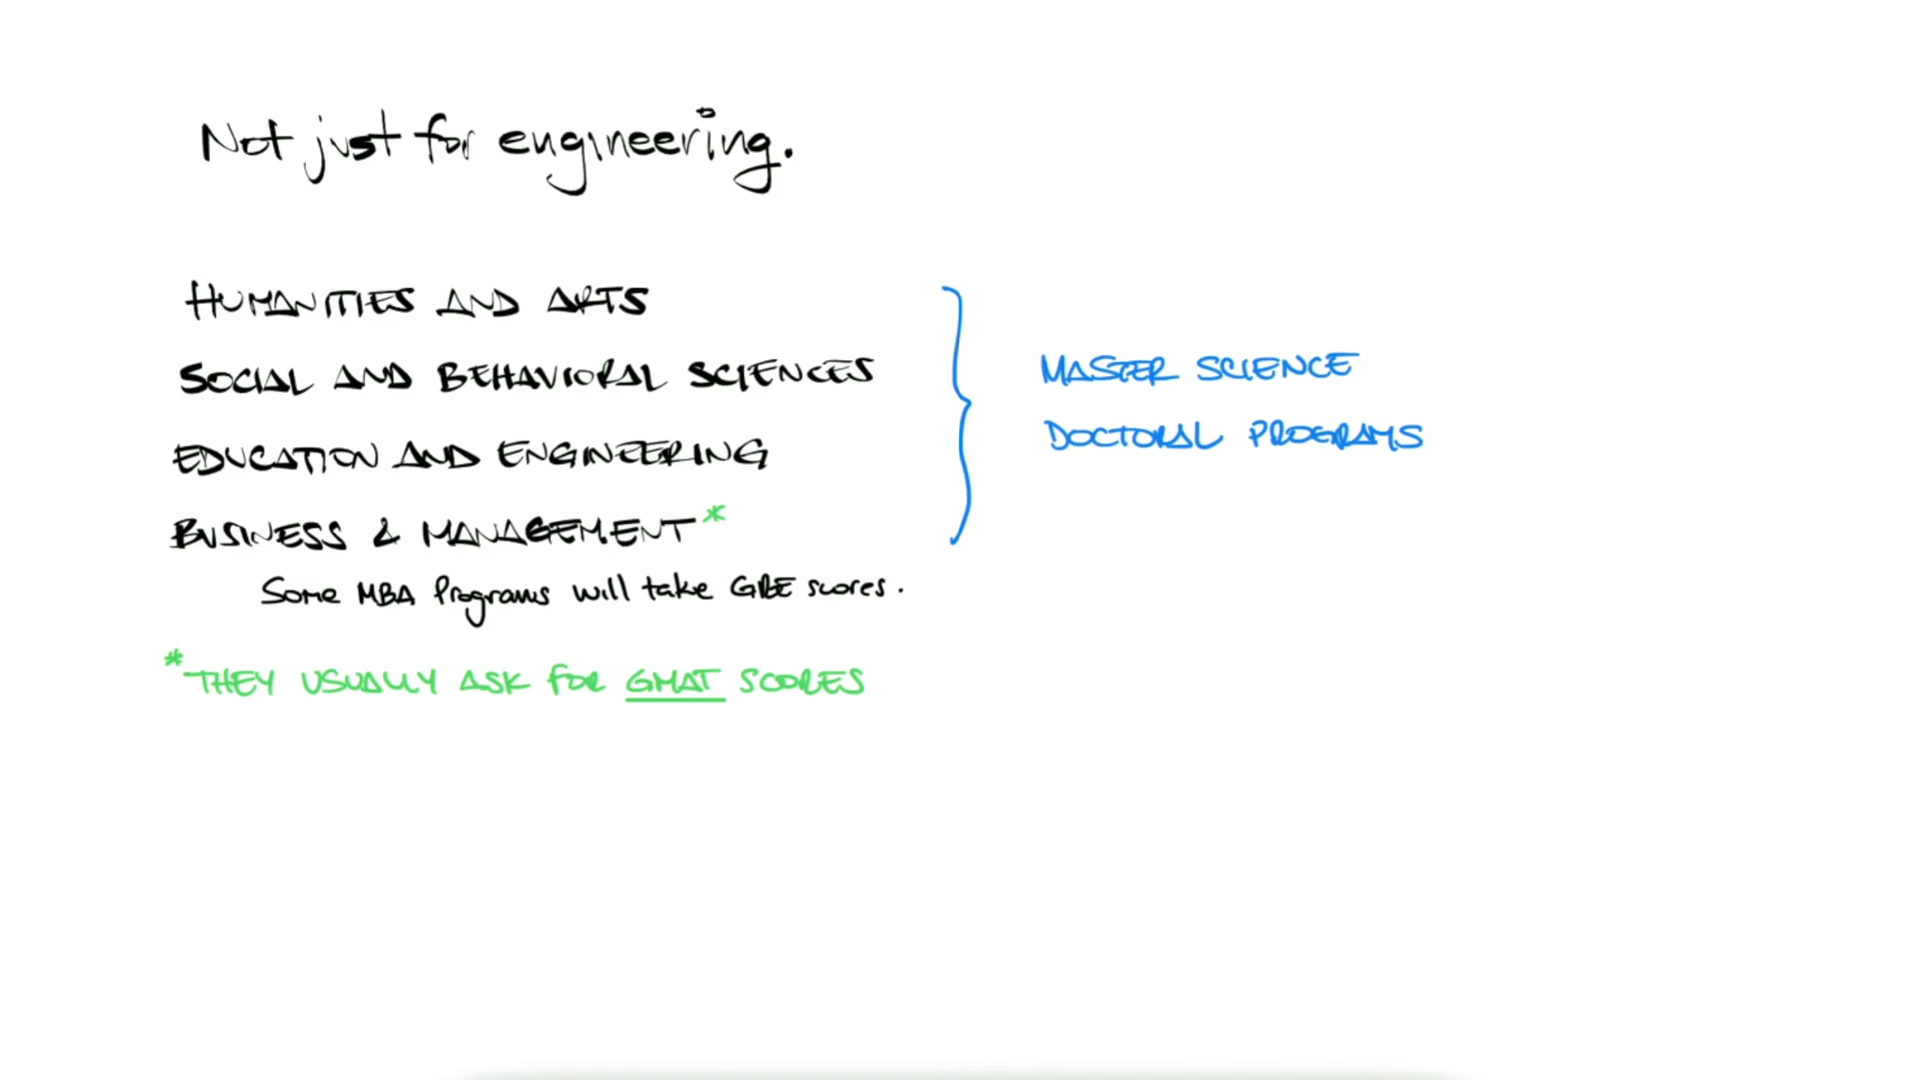 Not just for engineering.
HUMANITIES AND ARTS
SOCIAL AND BEHAVIORAL SCIENCES
EDUCATION AND ENGINEERING
BUSINESS & MANAGEMENT*
Some MBA Programs will take GRE scores.
*THEY USUALLY ASK FOR GMAT SCORES
MASTER SCIENCE
DOCTORAL PROGRAMS